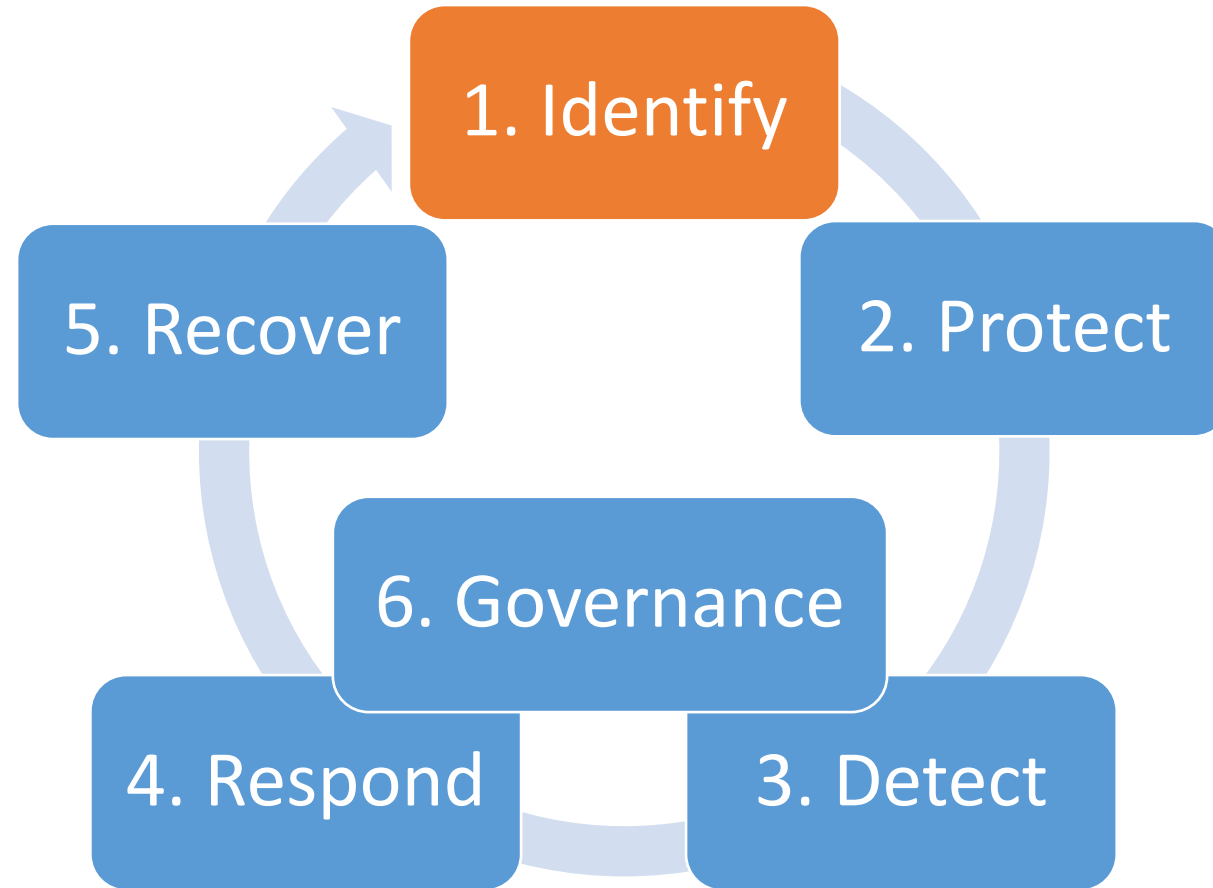 1. Identify
2. Protect
3. Detect
4. Respond
5. Recover
6. Governance